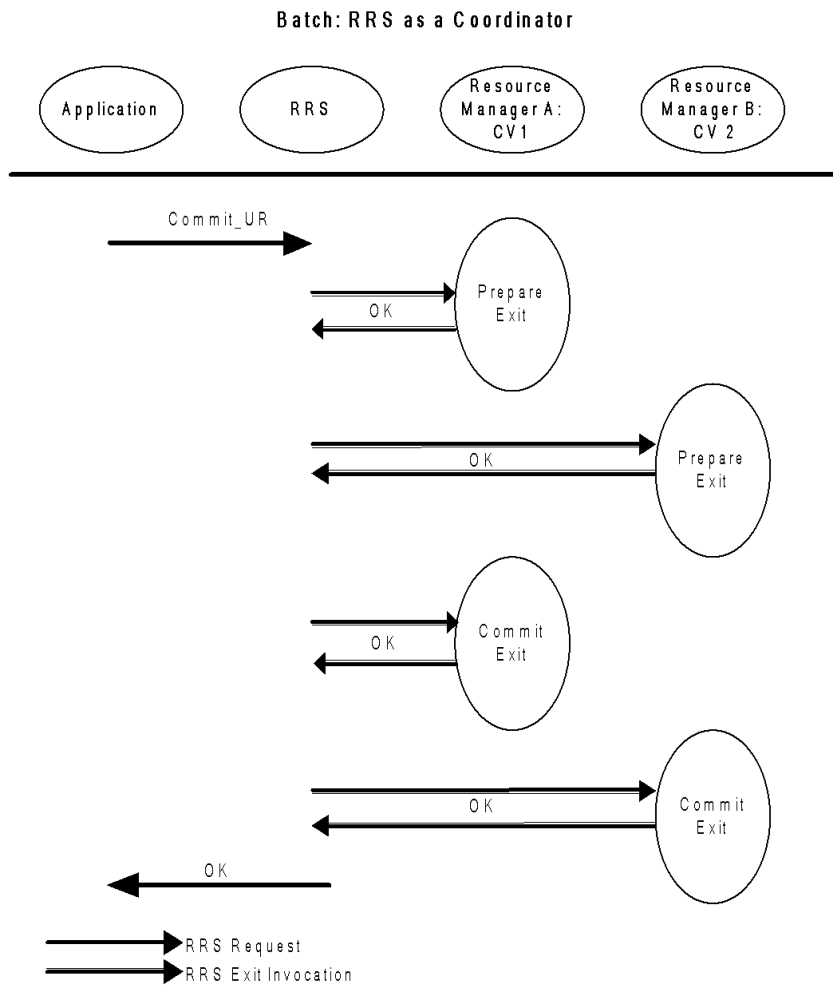 Batch: RRS as a Coordinator
Application
RRS
Resource
Manager A:
CV1
Resource
Manager B:
CV 2
Commit_UR
Prepare
Exit
OK
Prepare
Exit
OK
Commit
Exit
OK
Commit
Exit
OK
OK
RRS Request
RRS Exit Invocation